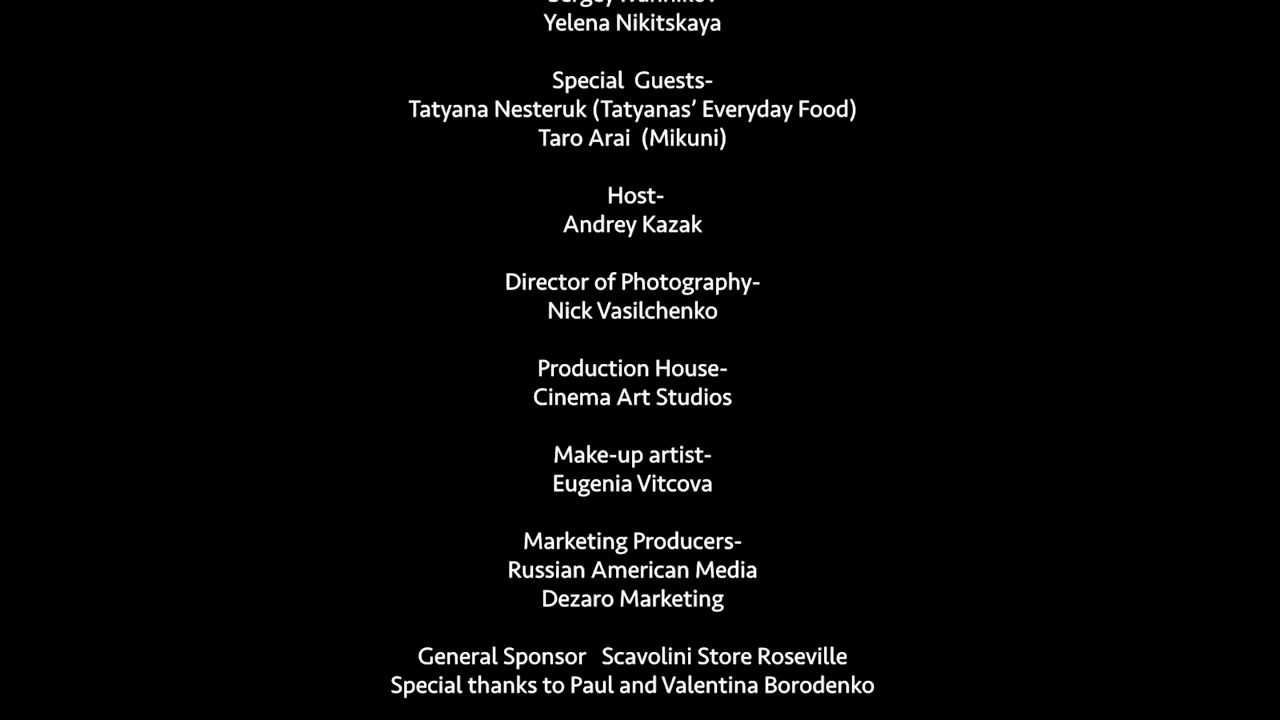 Yelena Nikitskaya
Special  Guests-
Tatyana Nesteruk (Tatyanas’ Everyday Food)
Taro Arai  (Mikuni)
Host-
Andrey Kazak
Director of Photography-
Nick Vasilchenko
Production House-
Cinema Art Studios
Make-up artist-
Eugenia Vitcova
Marketing Producers-
Russian American Media
Dezaro Marketing
General Sponsor   Scavolini Store Roseville
Special thanks to Paul and Valentina Borodenko